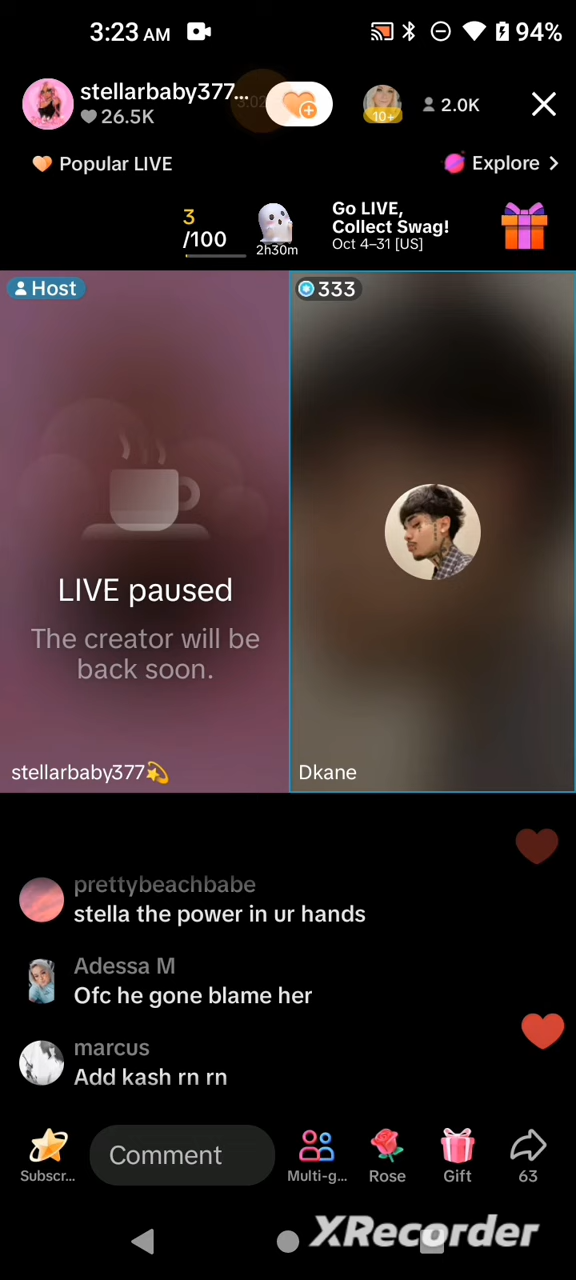 3:23 AM
94%
stellarbaby377...
26.5K
3:02
10+
2.0K
Popular LIVE
Explore >
3
/100
2h30m
Go LIVE,
Collect Swag!
Oct 4–31 [US]
Host
333
LIVE paused
The creator will be
back soon.
stellarbaby377💫
Dkane
prettybeachbabe
stella the power in ur hands
Adessa M
Ofc he gone blame her
marcus
Add kash rn rn
Subscr...
Comment
Multi-g...
Rose
Gift
63
XRecorder